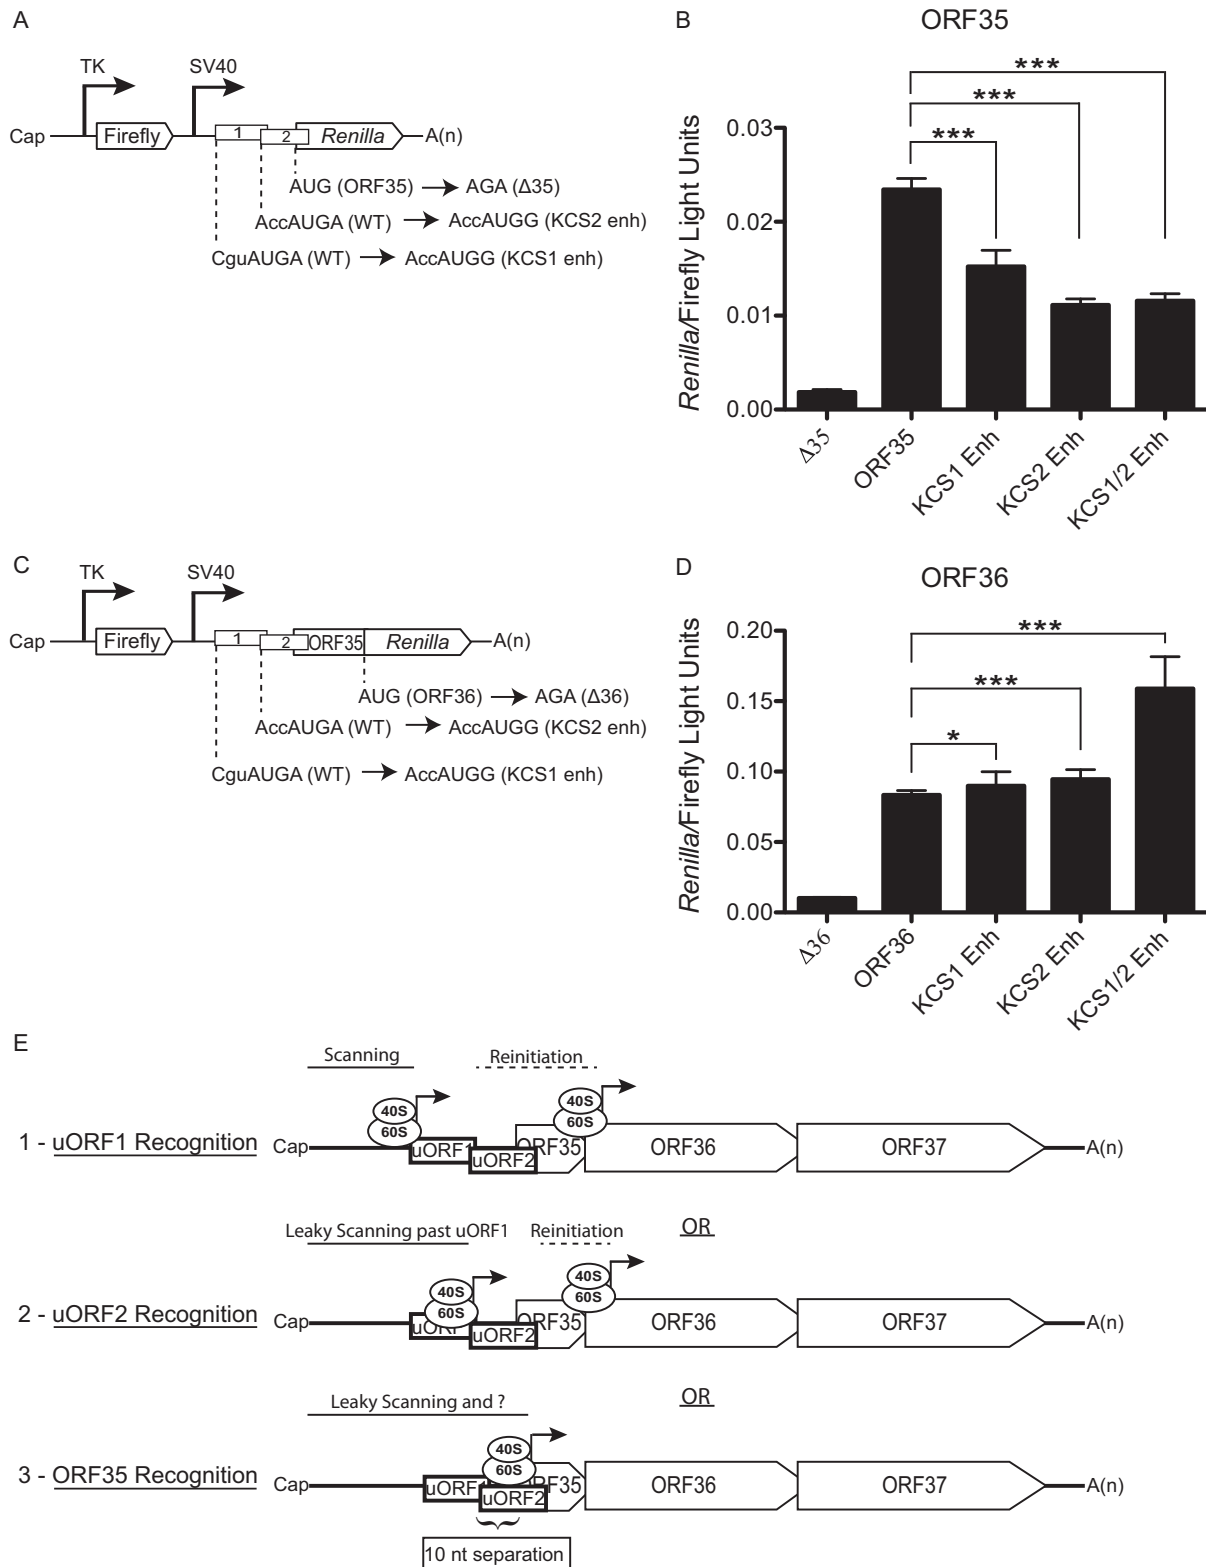 A
TK
SV40
Cap
Firefly
1
2
Renilla
A(n)
AUG (ORF35) → AGA (Δ35)
AccAUGA (WT) → AccAUGG (KCS2 enh)
CguAUGA (WT) → AccAUGG (KCS1 enh)
B
ORF35
Renilla/Firefly Light Units
0.03
0.02
0.01
0.00
***
***
***
Δ35
ORF35
KCS1 Enh
KCS2 Enh
KCS1/2 Enh
C
TK
SV40
Cap
Firefly
1
2
ORF35
Renilla
A(n)
AUG (ORF36) → AGA (Δ36)
AccAUGA (WT) → AccAUGG (KCS2 enh)
CguAUGA (WT) → AccAUGG (KCS1 enh)
D
ORF36
Renilla/Firefly Light Units
0.20
0.15
0.10
0.05
0.00
***
***
*
Δ36
ORF36
KCS1 Enh
KCS2 Enh
KCS1/2 Enh
E
Scanning
Reinitiation
40S
60S
40S
60S
1 - uORF1 Recognition
Cap
uORF1
uORF2
ORF35
ORF36
ORF37
A(n)
Leaky Scanning past uORF1
Reinitiation
OR
40S
60S
40S
60S
2 - uORF2 Recognition
Cap
uORF1
uORF2
ORF35
ORF36
ORF37
A(n)
Leaky Scanning and ?
OR
40S
60S
3 - ORF35 Recognition
Cap
uORF1
uORF2
ORF35
ORF36
ORF37
A(n)
10 nt separation